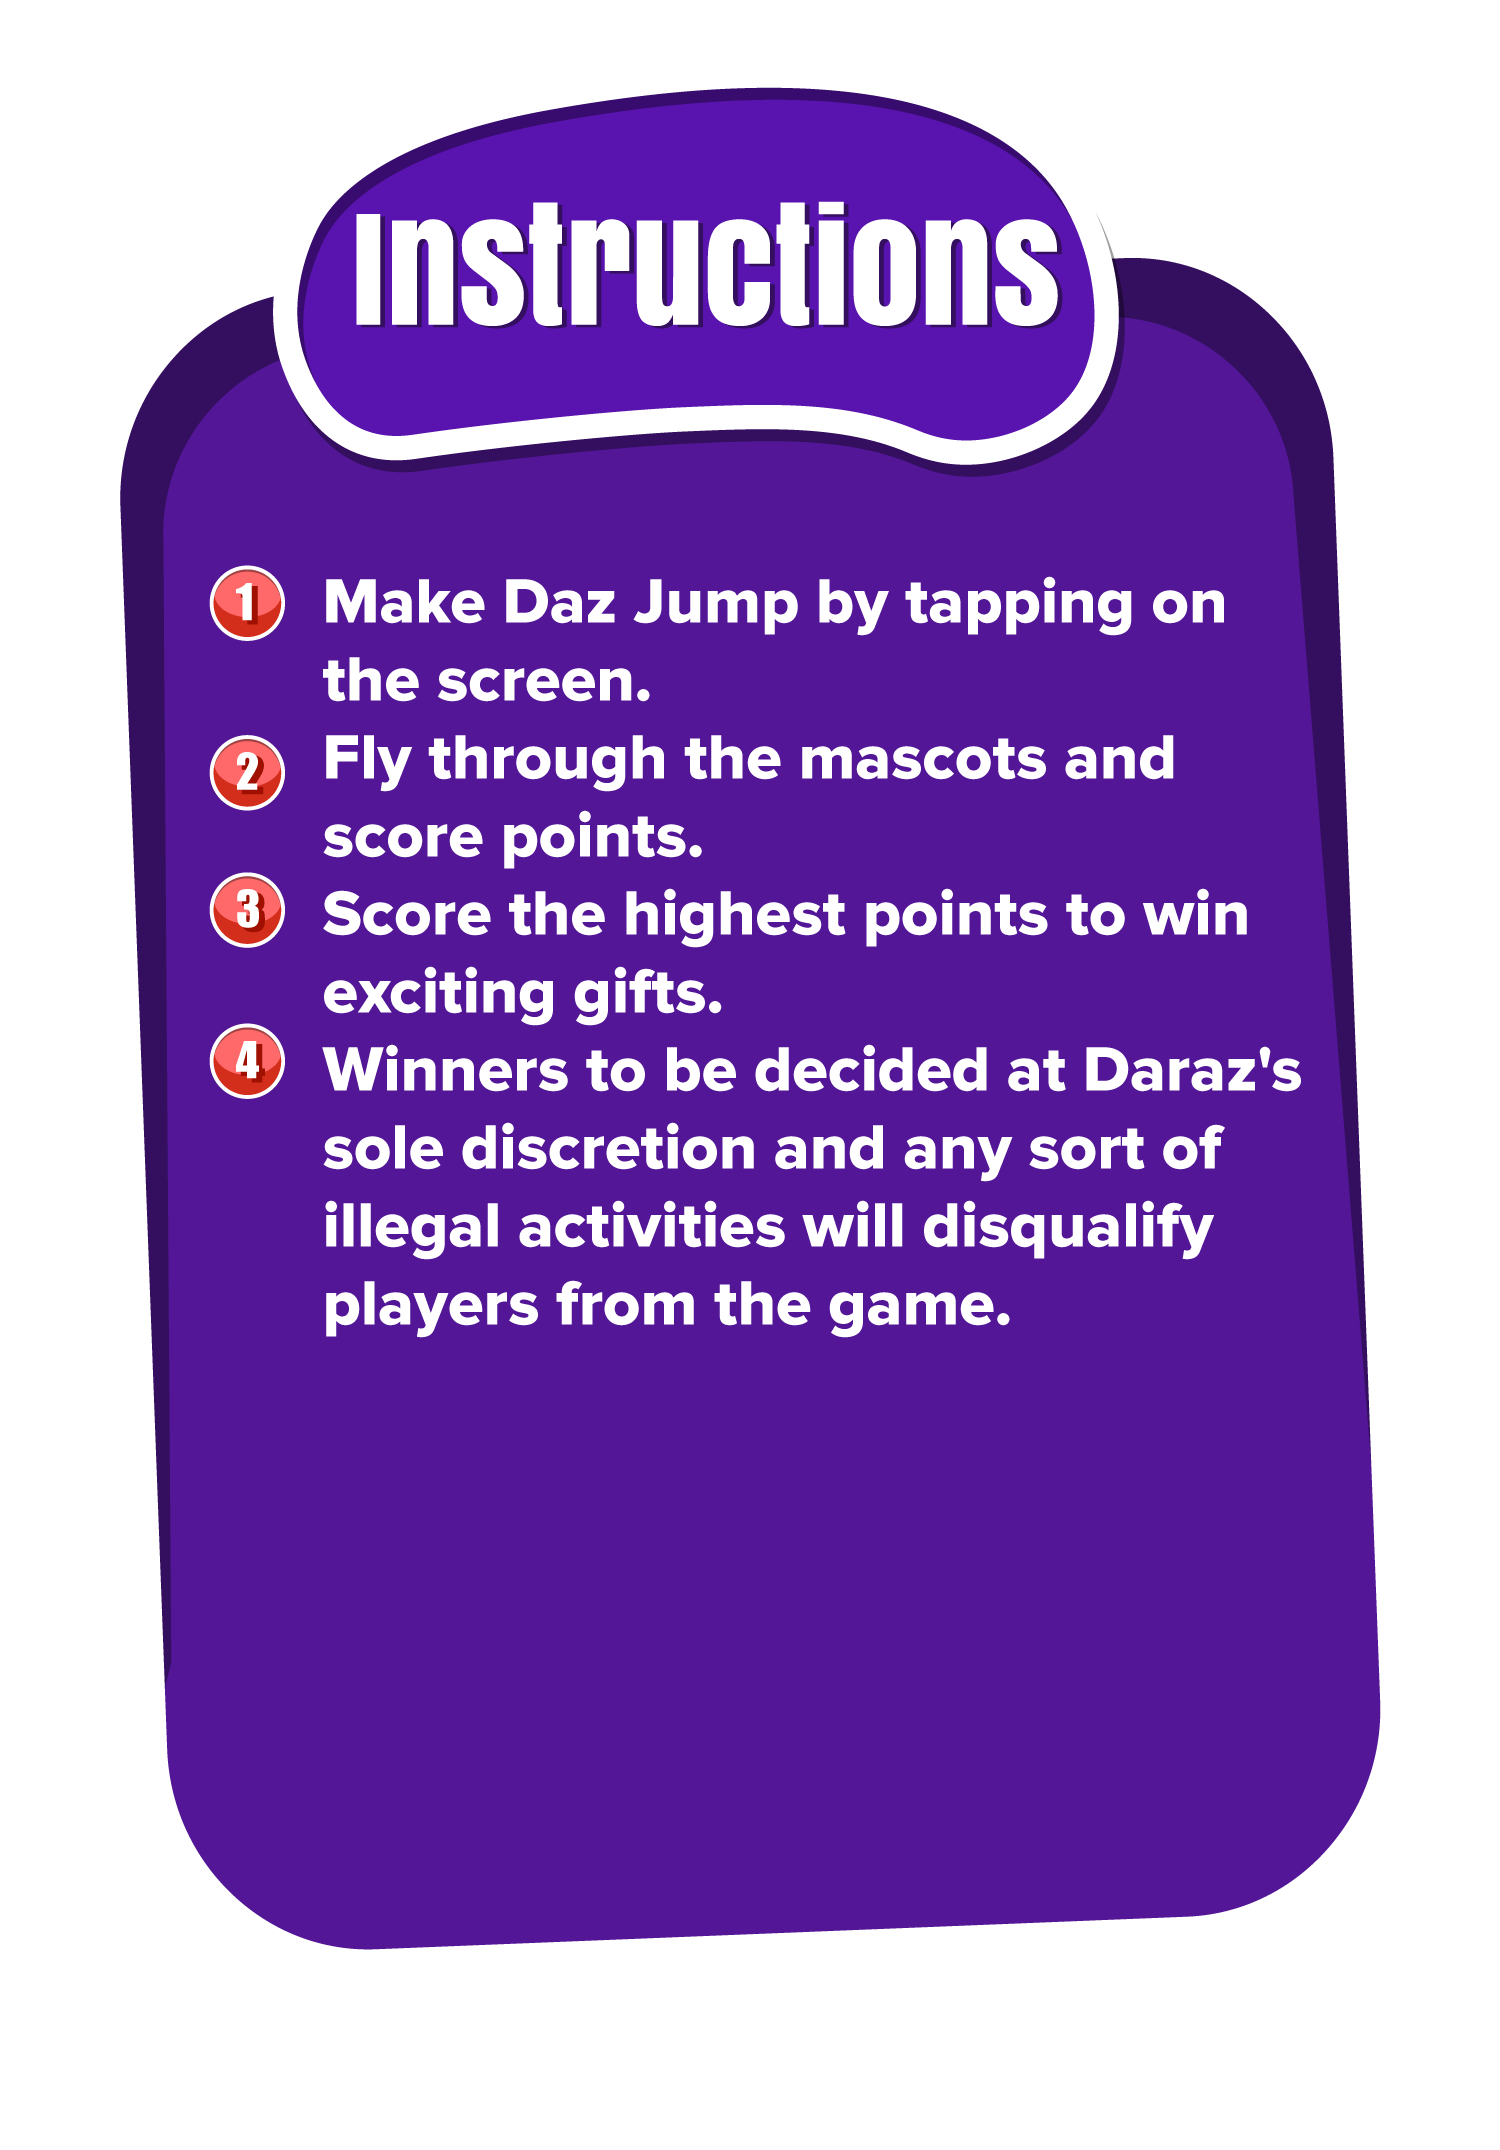 Instructions
1 Make Daz Jump by tapping on
the screen.
2 Fly through the mascots and
score points.
3 Score the highest points to win
exciting gifts.
4 Winners to be decided at Daraz's
sole discretion and any sort of
illegal activities will disqualify
players from the game.